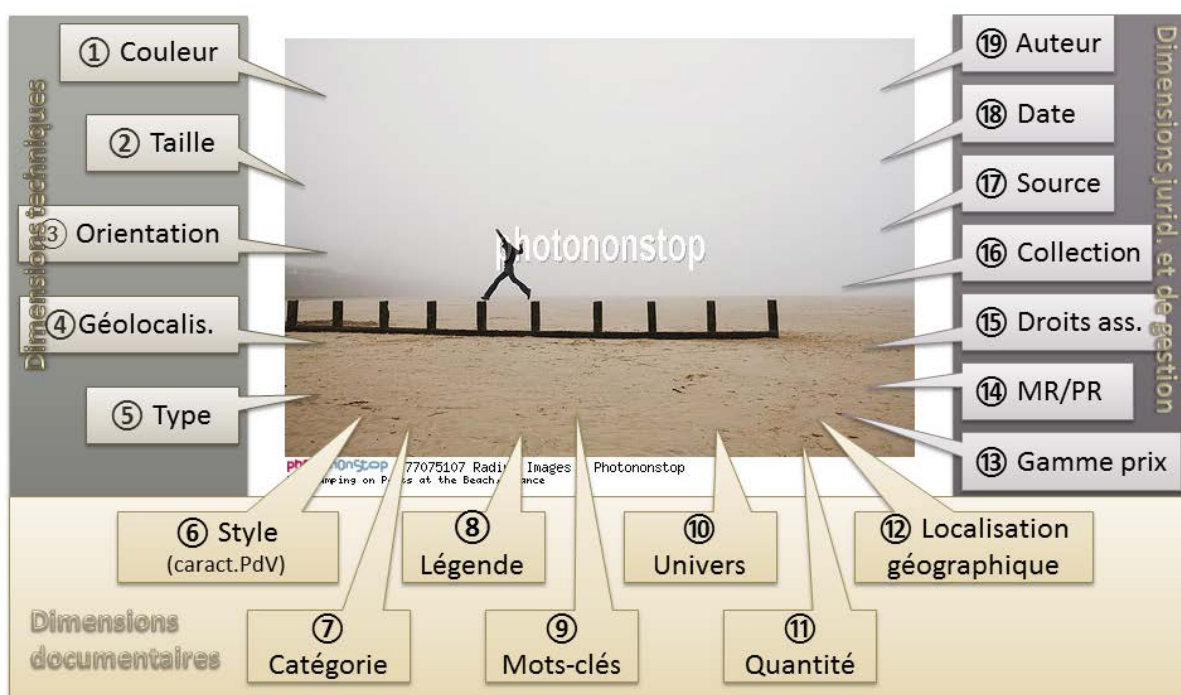 Dimensions techniques
① Couleur
② Taille
③ Orientation
④ Géolocalis.
⑤ Type
photononstop
⑲ Auteur
⑱ Date
⑰ Source
⑯ Collection
⑮ Droits ass.
⑭ MR/PR
⑬ Gamme prix
Dimensions jurid. et de gestion
77075107 Radi Images Photononstop
on at the Beach,
⑥ Style
(caract.PdV)
⑧
Légende
⑩
Univers
⑫ Localisation
géographique
⑦
Catégorie
⑨
Mots-clés
⑪
Quantité
Dimensions
documentaires